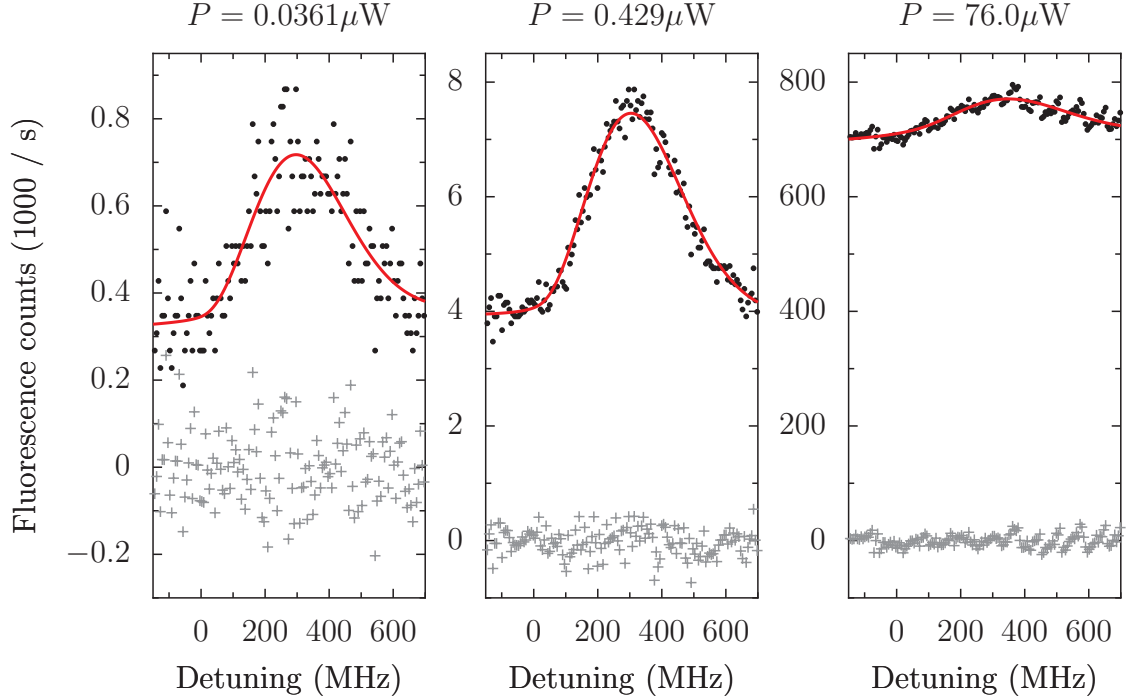 P = 0.0361μW
P = 0.429μW
P = 76.0μW
Fluorescence counts (1000 / s)
0.8
0.6
0.4
0.2
0
−0.2
8
6
4
2
0
800
600
400
200
0
0 200 400 600
0 200 400 600
0 200 400 600
Detuning (MHz)
Detuning (MHz)
Detuning (MHz)